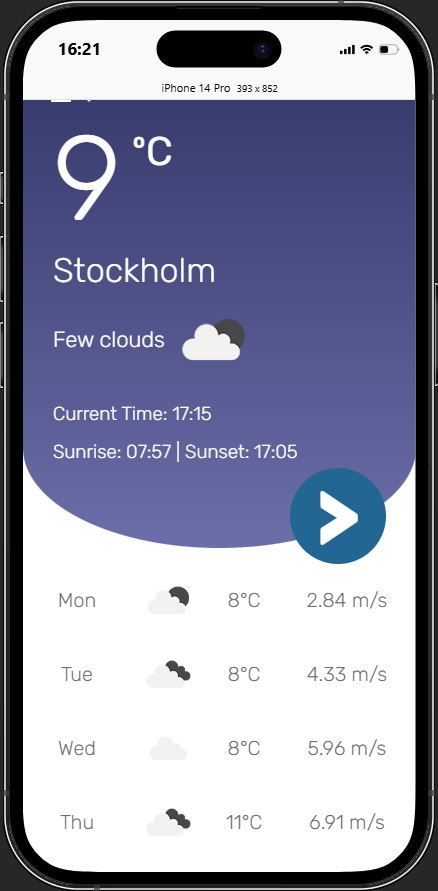 16:21
iPhone 14 Pro 393 x 852
9 °C
Stockholm
Few clouds
Current Time: 17:15
Sunrise: 07:57 | Sunset: 17:05
Mon 8°C 2.84 m/s
Tue 8°C 4.33 m/s
Wed 8°C 5.96 m/s
Thu 11°C 6.91 m/s